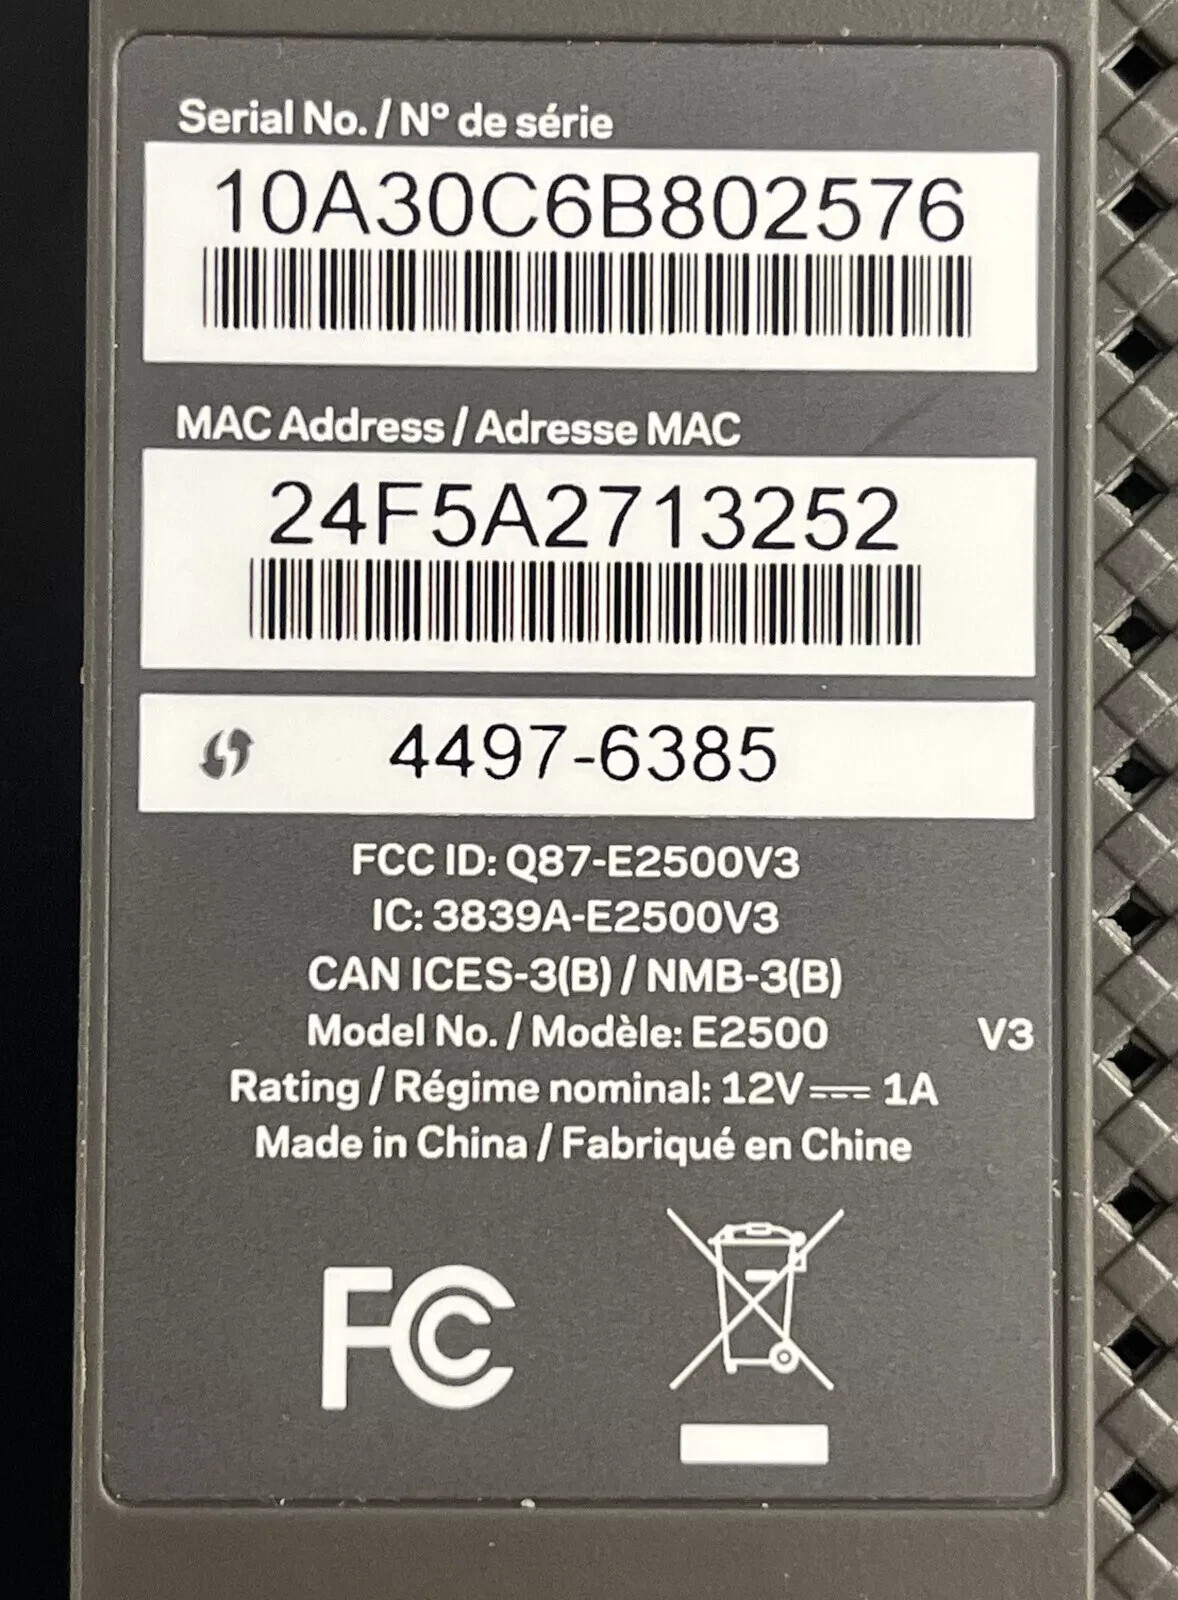 Serial No. / N° de série
10A30C6B802576
MAC Address / Adresse MAC
24F5A2713252
4497-6385
FCC ID: Q87-E2500V3
IC: 3839A-E2500V3
CAN ICES-3(B) / NMB-3(B)
Model No. / Modèle: E2500 V3
Rating / Régime nominal: 12V⎓ 1A
Made in China / Fabriqué en Chine
FC